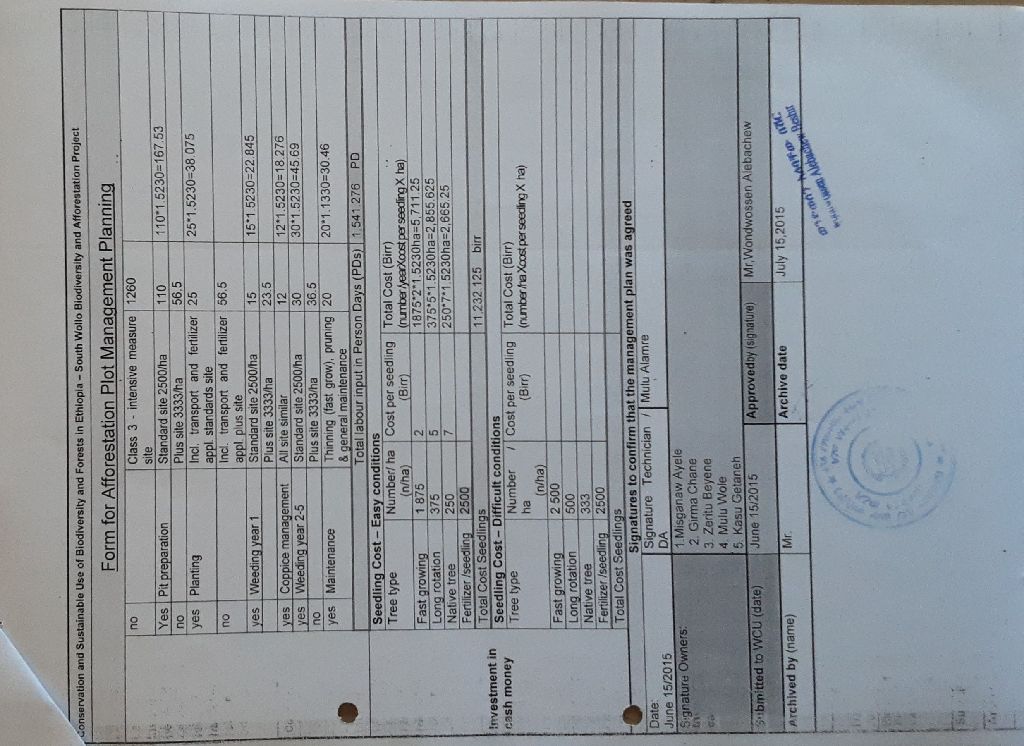 Conservation and Sustainable Use of Biodiversity and Forests in Ethiopia – South Wollo Biodiversity and Afforestation Project
Form for Afforestation Plot Management Planning
no Class 3 - intensive measure site 1260
Yes Pit preparation Standard site 2500/ha 110 110*1.5230=167.53
no Plus site 3333/ha 56.5
yes Planting Incl. transport and fertilizer appl. standards site 25 25*1.5230=38.075
no Incl. transport and fertilizer appl. plus site 56.5
yes Weeding year 1 Standard site 2500/ha 15 15*1.5230=22.845
Plus site 3333/ha 23.5
yes Coppice management All site similar 12 12*1.5230=18.276
yes Weeding year 2-5 Standard site 2500/ha 30 30*1.5230=45.69
no Plus site 3333/ha 36.5
yes Maintenance Thinning (fast grow), pruning & general maintenance 20 20*1.1330=30.46
Total labour input in Person Days (PDs) 1,541.276 PD
Investment in cash money
Seedling Cost – Easy conditions
Tree type Number/ ha (n/ha) Cost per seedling (Birr) Total Cost (Birr) (number/year X cost per seedling X ha)
Fast growing 1 875 2 1875*2*1.5230ha=5,711.25
Long rotation 375 5 375*5*1.5230ha=2,855.625
Native tree 250 7 250*7*1.5230ha=2,665.25
Fertilizer /seedling 2500
Total Cost Seedlings 11,232.125 birr
Seedling Cost – Difficult conditions
Tree type Number / ha (n/ha) Cost per seedling (Birr) Total Cost (Birr) (number/ha X cost per seedling X ha)
Fast growing 2 500
Long rotation 500
Native tree 333
Fertilizer /seedling 2500
Total Cost Seedlings
Signatures to confirm that the management plan was agreed
Date: June 15/2015 Signature Technician / DA Mulu Alamre
Signature Owners: 1.Misganaw Ayele
2. Girma Chane
3. Zeritu Beyene
4. Mulu Wole
5. Kasu Getaneh
Submitted to WCU (date) June 15/2015 Approved by (signature) Mr,Wondwossen Alebachew
Archived by (name) Mr. Archive date July 15,2015